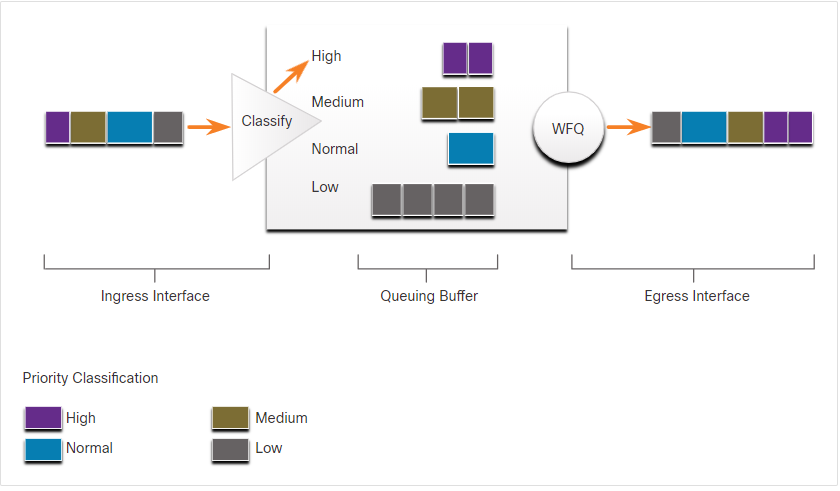 High
Medium
Classify
WFQ
Normal
Low
Ingress Interface
Queuing Buffer
Egress Interface
Priority Classification
High
Medium
Normal
Low